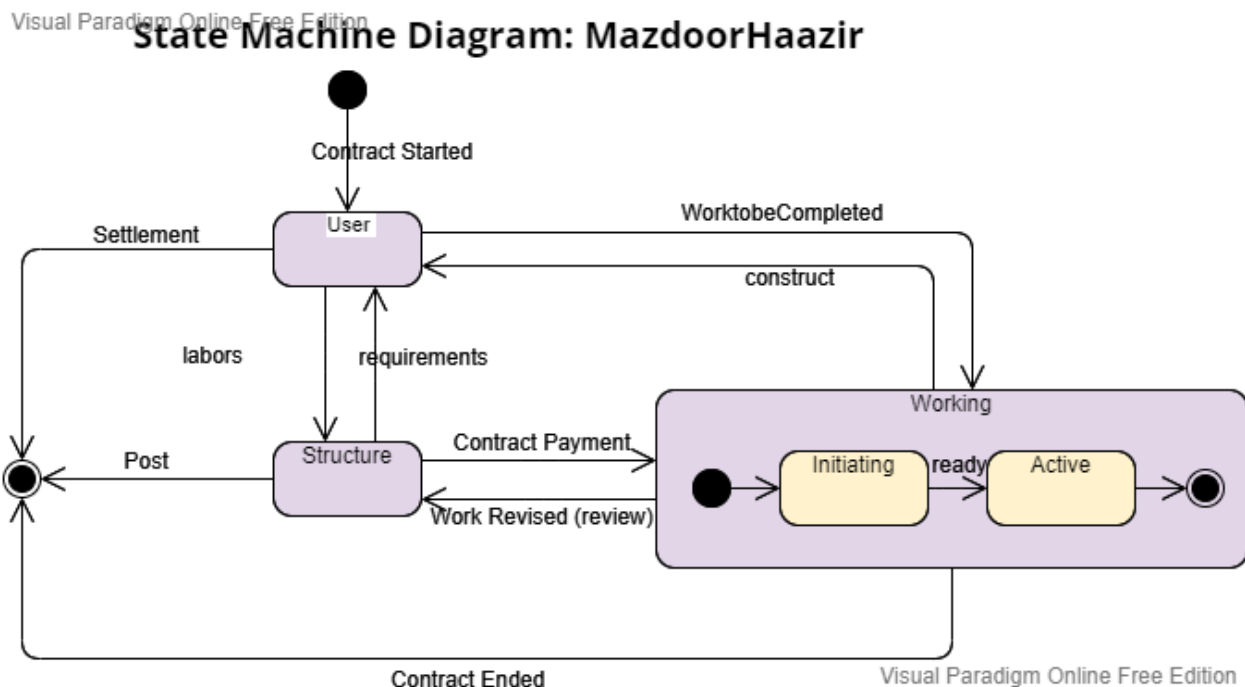 Visual Paradigm Online Free Edition
State Machine Diagram: MazdoorHaazir
Contract Started
User
WorktobeCompleted
Settlement
construct
labors
requirements
Working
Structure
Contract Payment
Post
Initiating
ready
Active
Work Revised (review)
Contract Ended
Visual Paradigm Online Free Edition